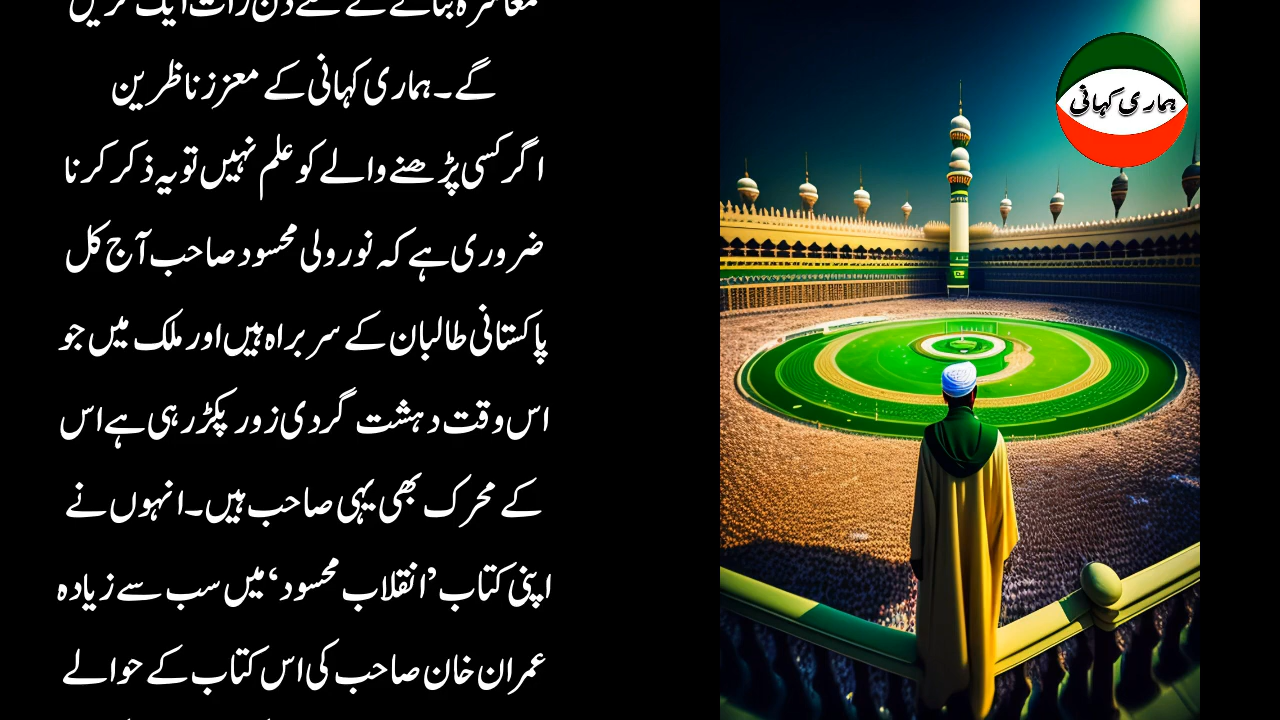 معاشرہ بنانے کے لئے دن رات ایک کریں
گے۔ہماری کہانی کے معزز ناظرین
اگر کسی پڑھنے والے کو علم نہیں تو یہ ذکر کرنا
ضروری ہے کہ نور ولی محسود صاحب آج کل
پاکستانی طالبان کے سربراہ ہیں اور ملک میں جو
اس وقت دہشت گردی زور پکڑ رہی ہے اس
کے محرک بھی یہی صاحب ہیں۔انہوں نے
اپنی کتاب ’انقلاب محسود‘ میں سب سے زیادہ
عمران خان صاحب کی اس کتاب کے حوالے
ہماری کہانی